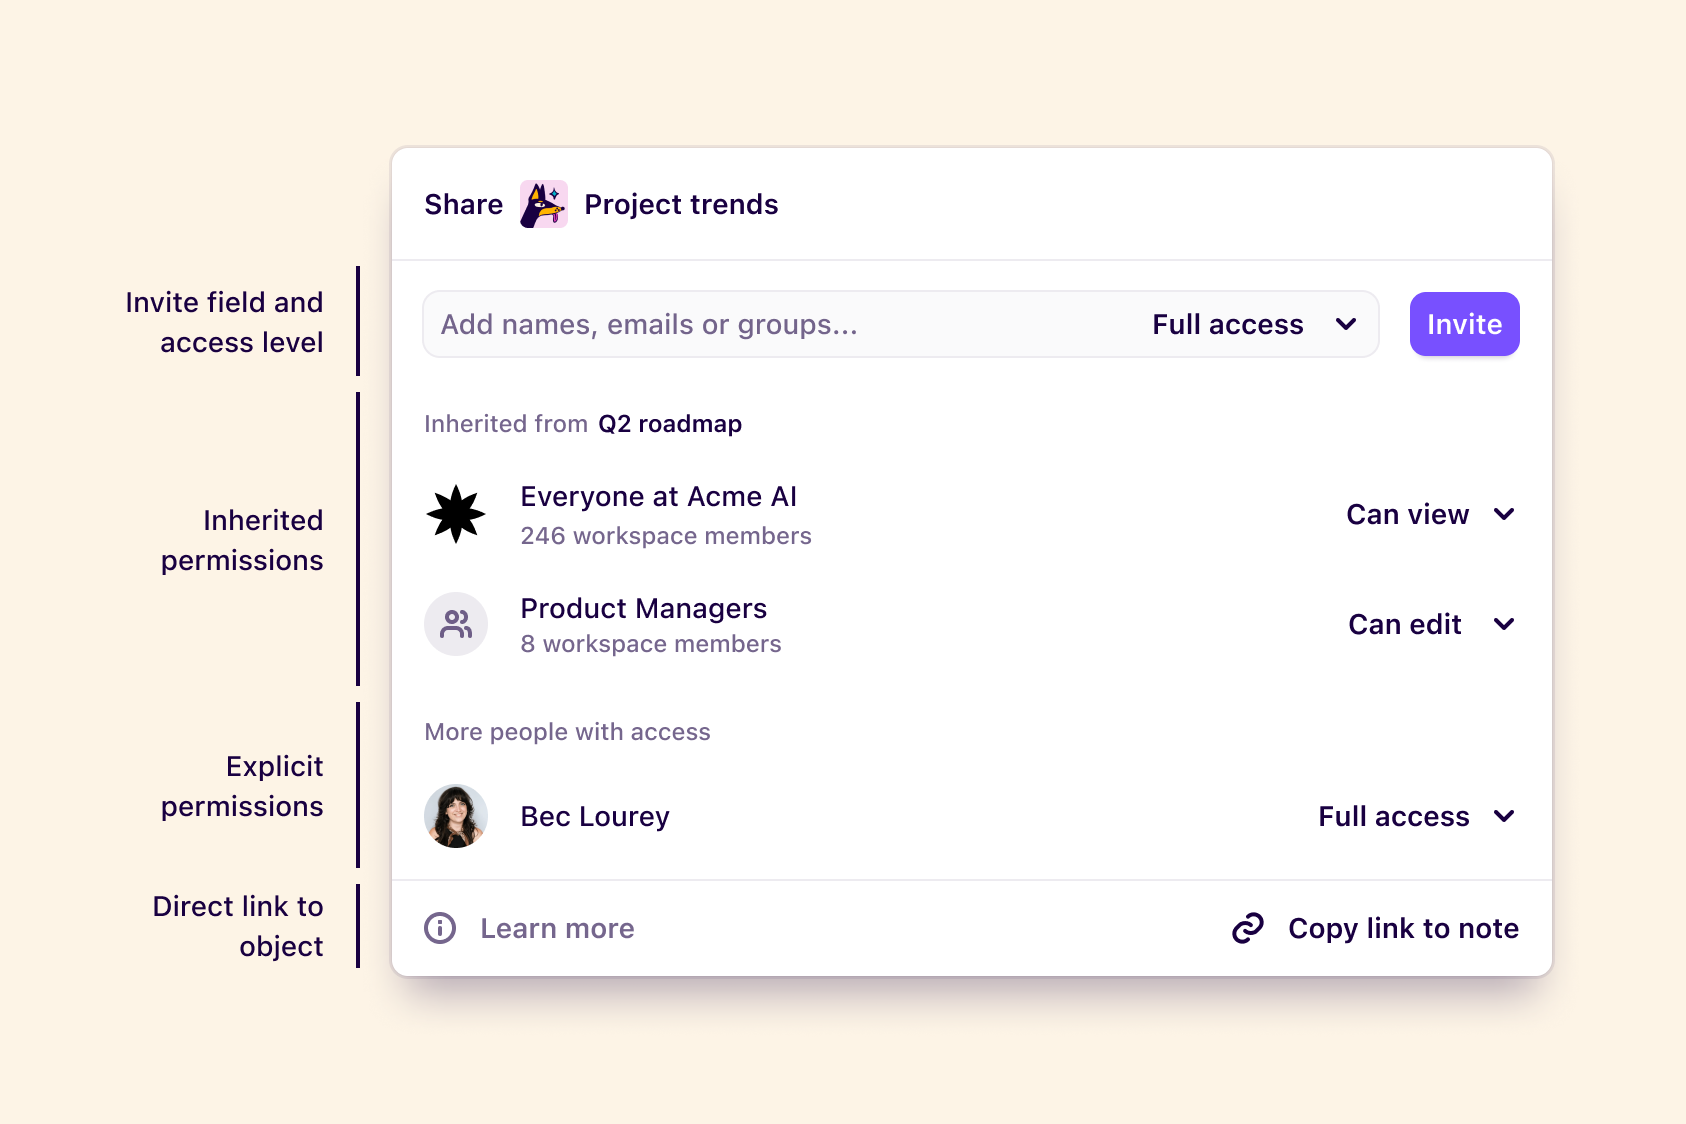 Share Project trends
Invite field and
access level
Add names, emails or groups... Full access Invite
Inherited
permissions
Inherited from Q2 roadmap
Everyone at Acme AI
246 workspace members
Can view
Product Managers
8 workspace members
Can edit
Explicit
permissions
More people with access
Bec Lourey Full access
Direct link to
object
Learn more Copy link to note